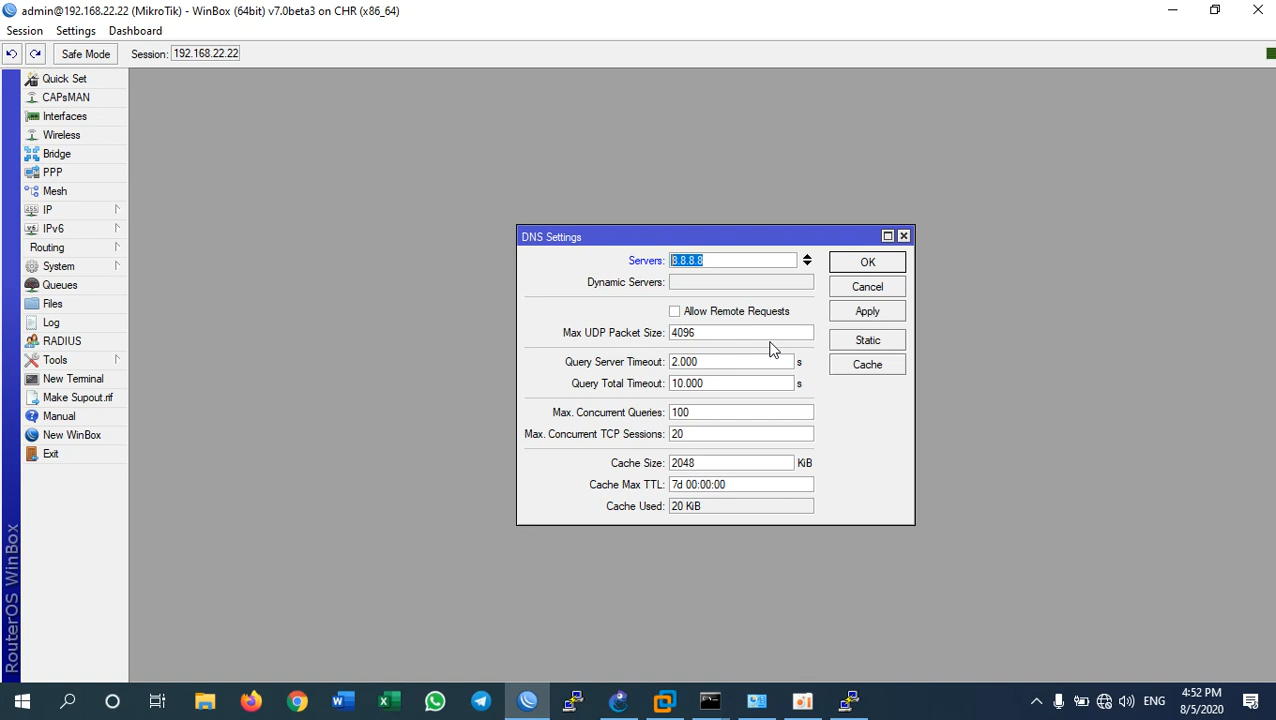 admin@192.168.22.22 (MikroTik) - WinBox (64bit) v7.0beta3 on CHR (x86_64)
Session Settings Dashboard
Safe Mode Session: 192.168.22.22
Quick Set
CAPsMAN
Interfaces
Wireless
Bridge
PPP
Mesh
IP
IPv6
Routing
System
Queues
Files
Log
RADIUS
Tools
New Terminal
Make Supout.rif
Manual
New WinBox
Exit
RouterOS WinBox
DNS Settings
Servers: 8.8.8.8 OK
Dynamic Servers: Cancel
Allow Remote Requests Apply
Max UDP Packet Size: 4096 Static
Query Server Timeout: 2.000 s Cache
Query Total Timeout: 10.000 s
Max. Concurrent Queries: 100
Max. Concurrent TCP Sessions: 20
Cache Size: 2048 KiB
Cache Max TTL: 7d 00:00:00
Cache Used: 20 KiB
ENG 4:52 PM
8/5/2020